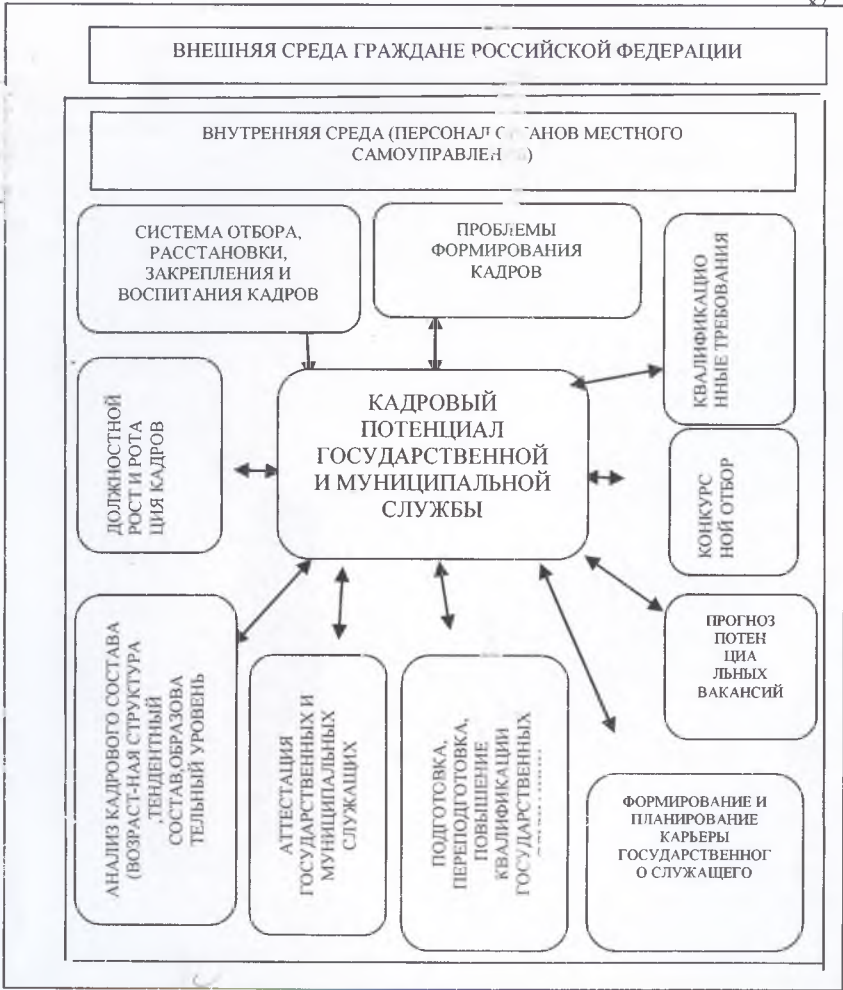 ВНЕШНЯЯ СРЕДА ГРАЖДАНЕ РОССИЙСКОЙ ФЕДЕРАЦИИ
ВНУТРЕННЯЯ СРЕДА (ПЕРСОНАЛ МЕСТНОГО
СИСТЕМА ОТБОРА,
РАССТАНОВКИ,
ЗАКРЕПЛЕНИЯ И
ВОСПИТАНИЯ КАДРОВ
ПРОБЛЕМЫ
ФОРМИРОВАНИЯ
КАДРОВ
КВАЛИФИКАЦИО
ННЫЕ ТРЕБОВАНИЯ
ДОЛЖНОСТНОЙ
РОСТ И РОТА
ЦИЯ КАДРОВ
КАДРОВЫЙ
ПОТЕНЦИАЛ
ГОСУДАРСТВЕННОЙ
И МУНИЦИПАЛЬНОЙ
СЛУЖБЫ
КОНКУРС
НОЙ ОТБОР
АНАЛИЗ КАДРОВОГО СОСТАВА
(ВОЗРАСТ-НАЯ СТРУКТУРА
,ТЕНДЕНТНЫЙ
СОСТАВ,ОБРАЗОВА
ТЕЛЬНЫЙ УРОВЕНЬ
АТТЕСТАЦИЯ
ГОСУДАРСТВЕННЫХ И
МУНИЦИПАЛЬНЫХ
СЛУЖАЩИХ
ПОДГОТОВКА,
ПЕРЕПОДГОТОВКА,
ПОВЫШЕНИЕ
КВАЛИФИКАЦИИ
ГОСУДАРСТВЕННЫХ
ПРОГНОЗ
ПОТЕН
ЦИА
ЛЬНЫХ
ВАКАНСИЙ
ФОРМИРОВАНИЕ И
ПЛАНИРОВАНИЕ
КАРЬЕРЫ
ГОСУДАРСТВЕННОГ
О СЛУЖАЩЕГО